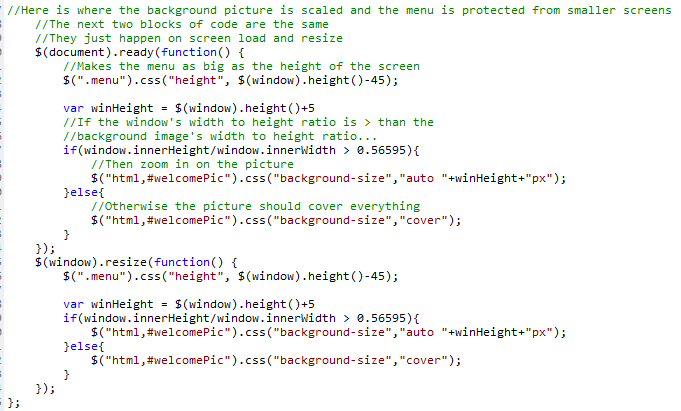 //Here is where the background picture is scaled and the menu is protected from smaller screens
//The next two blocks of code are the same
//They just happen on screen load and resize
$(document).ready(function() {
//Makes the menu as big as the height of the screen
$(".menu").css("height", $(window).height()-45);
var winHeight = $(window).height()+5
//If the window's width to height ratio is > than the
//background image's width to height ratio...
if(window.innerHeight/window.innerWidth > 0.56595){
//Then zoom in on the picture
$("html,#welcomePic").css("background-size","auto "+winHeight+"px");
}else{
//Otherwise the picture should cover everything
$("html,#welcomePic").css("background-size","cover");
}
});
$(window).resize(function() {
$(".menu").css("height", $(window).height()-45);
var winHeight = $(window).height()+5
if(window.innerHeight/window.innerWidth > 0.56595){
$("html,#welcomePic").css("background-size","auto "+winHeight+"px");
}else{
$("html,#welcomePic").css("background-size","cover");
}
});
};